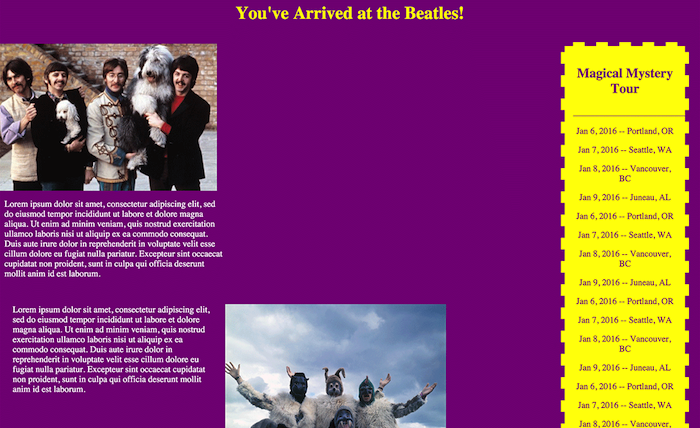 You've Arrived at the Beatles!
Lorem ipsum dolor sit amet, consectetur adipiscing elit, sed
do eiusmod tempor incididunt ut labore et dolore magna
aliqua. Ut enim ad minim veniam, quis nostrud exercitation
ullamco laboris nisi ut aliquip ex ea commodo consequat.
Duis aute irure dolor in reprehenderit in voluptate velit esse
cillum dolore eu fugiat nulla pariatur. Excepteur sint occaecat
cupidatat non proident, sunt in culpa qui officia deserunt
mollit anim id est laborum.
Lorem ipsum dolor sit amet, consectetur adipiscing elit,
sed do eiusmod tempor incididunt ut labore et dolore
magna aliqua. Ut enim ad minim veniam, quis nostrud
exercitation ullamco laboris nisi ut aliquip ex ea
commodo consequat. Duis aute irure dolor in
reprehenderit in voluptate velit esse cillum dolore eu
fugiat nulla pariatur. Excepteur sint occaecat cupidatat
non proident, sunt in culpa qui officia deserunt mollit
anim id est laborum.
Magical Mystery
Tour
Jan 6, 2016 -- Portland, OR
Jan 7, 2016 -- Seattle, WA
Jan 8, 2016 -- Vancouver,
BC
Jan 9, 2016 -- Juneau, AL
Jan 6, 2016 -- Portland, OR
Jan 7, 2016 -- Seattle, WA
Jan 8, 2016 -- Vancouver,
BC
Jan 9, 2016 -- Juneau, AL
Jan 6, 2016 -- Portland, OR
Jan 7, 2016 -- Seattle, WA
Jan 8, 2016 -- Vancouver,
BC
Jan 9, 2016 -- Juneau, AL
Jan 6, 2016 -- Portland, OR
Jan 7, 2016 -- Seattle, WA
Jan 8, 2016 -- Vancouver,